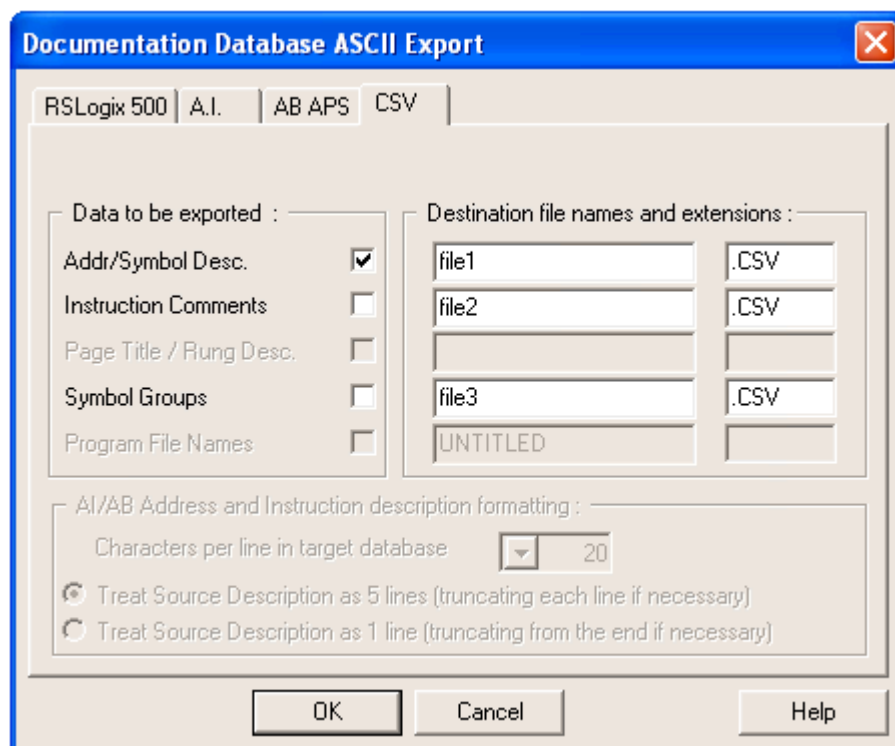 Documentation Database ASCII Export
RSLogix 500 A.I. AB APS CSV
Data to be exported : Destination file names and extensions :
Addr/Symbol Desc. file1 .CSV
Instruction Comments file2 .CSV
Page Title / Rung Desc.
Symbol Groups file3 .CSV
Program File Names UNTITLED
AI/AB Address and Instruction description formatting :
Characters per line in target database 20
Treat Source Description as 5 lines (truncating each line if necessary)
Treat Source Description as 1 line (truncating from the end if necessary)
OK Cancel Help